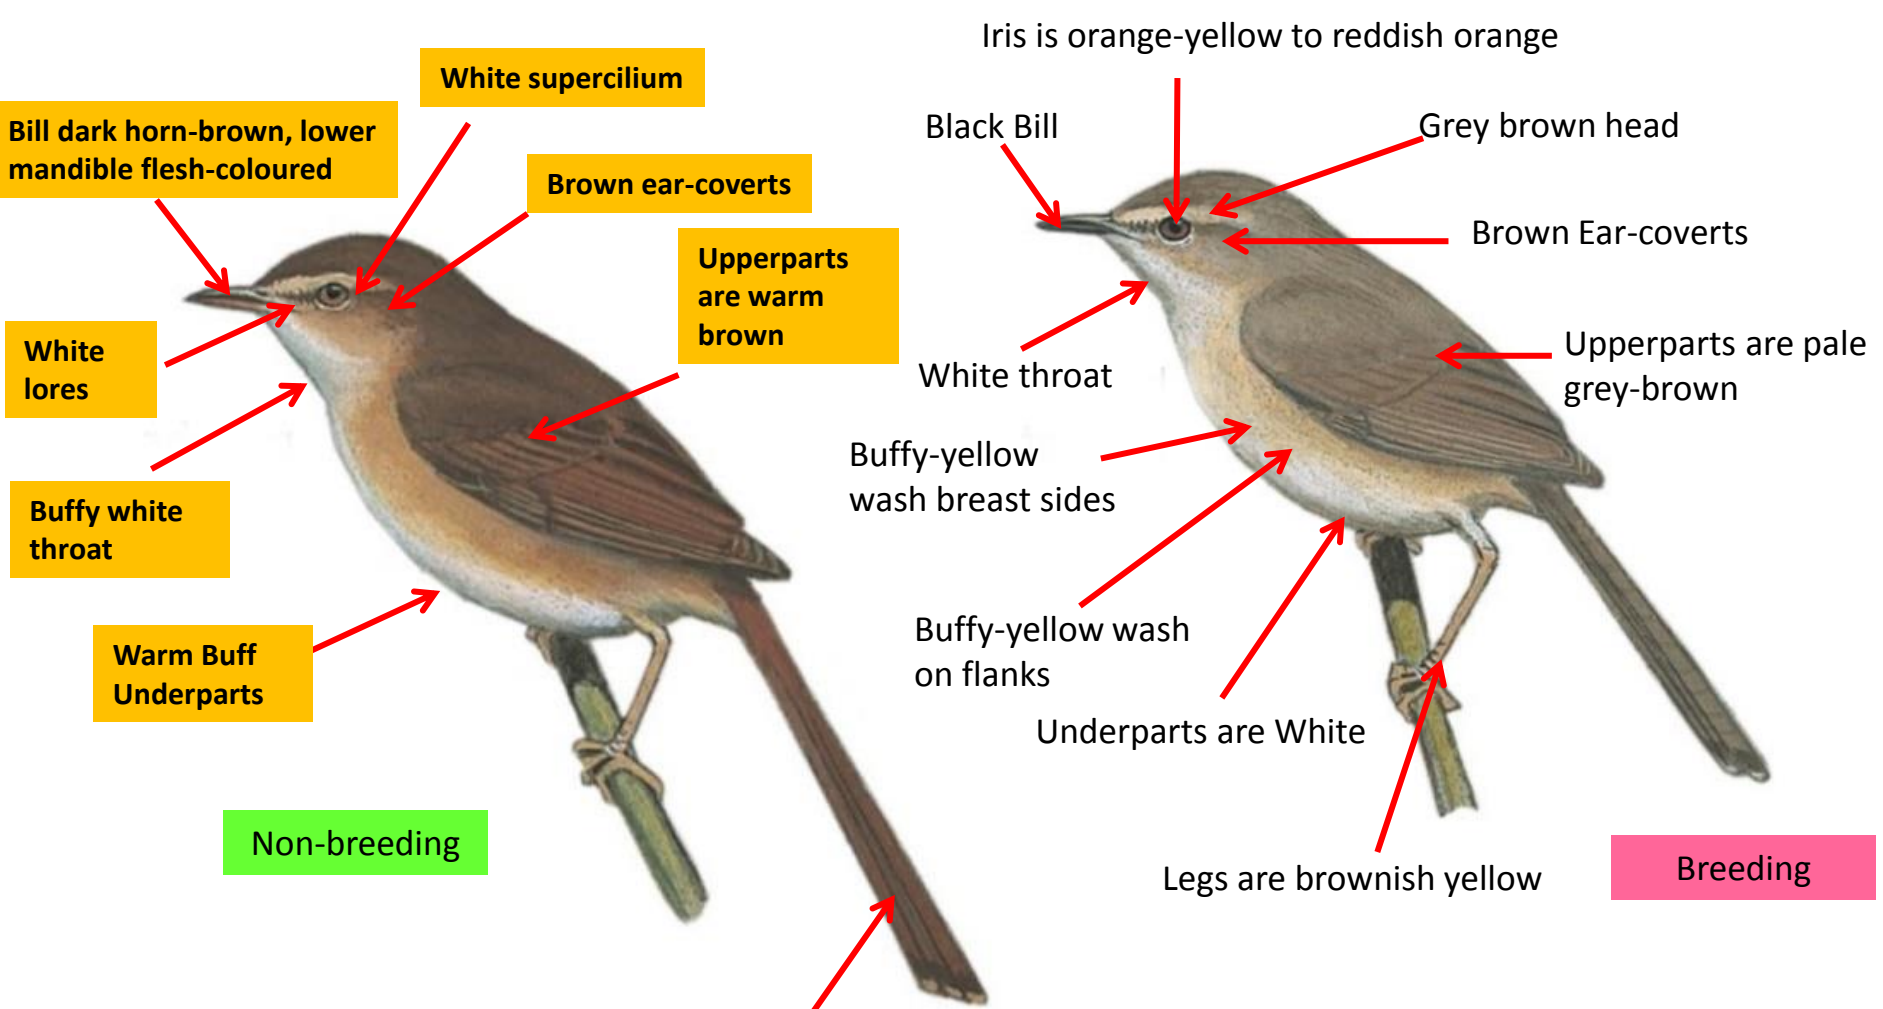 White supercilium
Bill dark horn-brown, lower
mandible flesh-coloured
Brown ear-coverts
Upperparts
are warm
brown
White
lores
Buffy white
throat
Warm Buff
Underparts
Non-breeding
Iris is orange-yellow to reddish orange
Black Bill
Grey brown head
Brown Ear-coverts
White throat
Upperparts are pale
grey-brown
Buffy-yellow
wash breast sides
Buffy-yellow wash
on flanks
Underparts are White
Legs are brownish yellow
Breeding